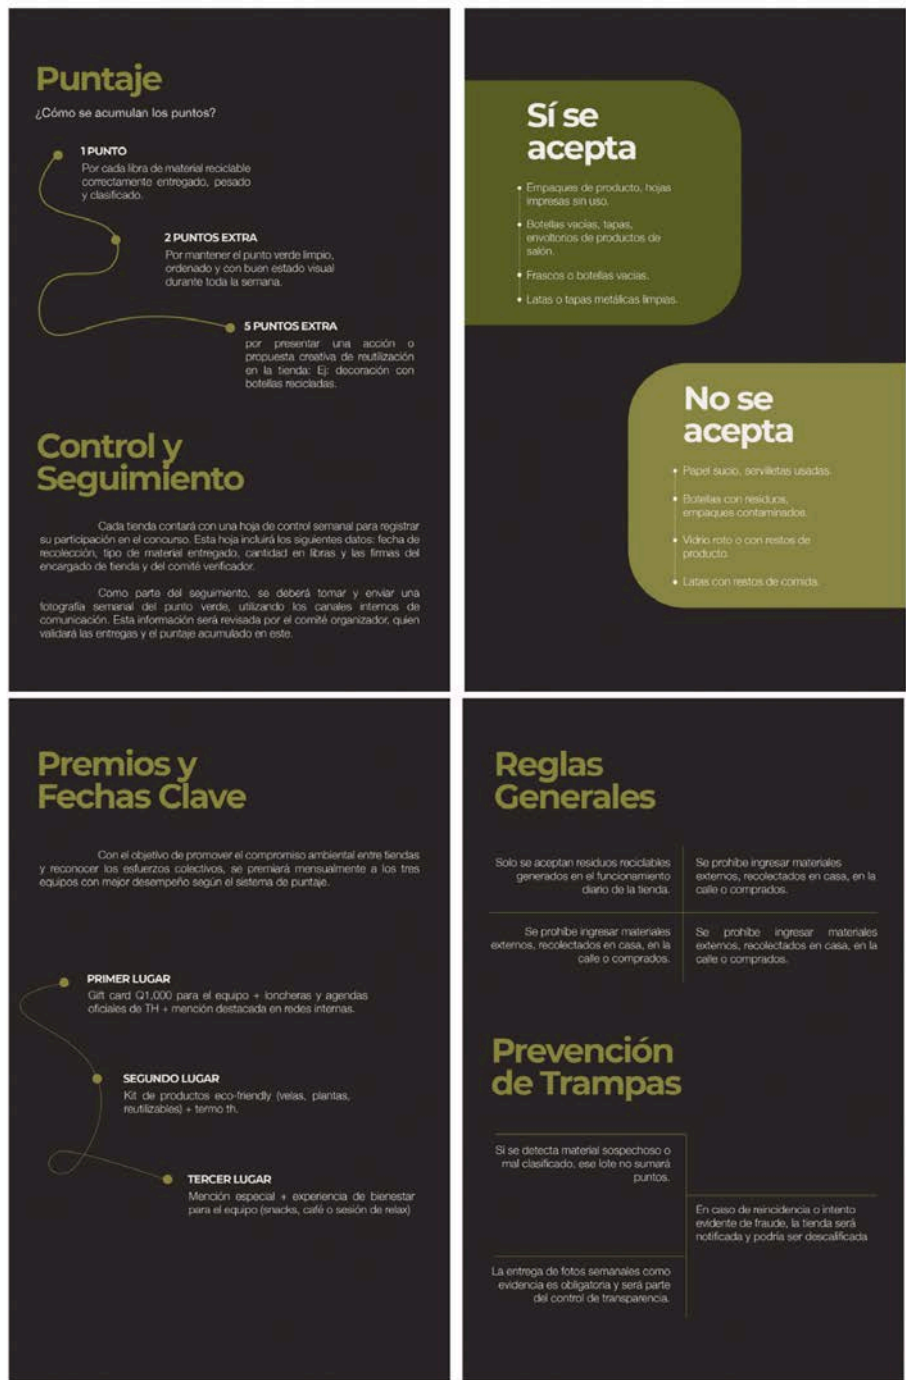 Puntaje
¿Cómo se acumulan los puntos?
1 PUNTO
Por cada libra de material reciclable
correctamente entregado, pesado
y clasificado.
2 PUNTOS EXTRA
Por mantener el punto verde limpio,
ordenado y con buen estado visual
durante toda la semana.
5 PUNTOS EXTRA
por presentar una acción o
propuesta creativa de reutilización
en la tienda: Ej: decoración con
botellas recicladas.
Control y
Seguimiento
Cada tienda contará con una hoja de control semanal para registrar
su participación en el concurso. Esta hoja incluirá los siguientes datos: fecha de
recolección, tipo de material entregado, cantidad en libras y las firmas del
encargado de tienda y del comité verificador.
Como parte del seguimiento, se deberá tomar y enviar una
fotografía semanal del punto verde, utilizando los canales internos de
comunicación. Esta información será revisada por el comité organizador, quien
validará las entregas y el puntaje acumulado en este.
Sí se
acepta
Empaques de producto, hojas
impresas sin uso.
Botellas vacías, tapas,
envoltorios de productos de
salón.
Frascos o botellas vacías.
Latas o tapas metálicas limpias.
No se
acepta
Papel sucio, servilletas usadas.
Botellas con residuos,
empaques contaminados.
Vidrio roto o con restos de
producto.
Latas con restos de comida.
Premios y
Fechas Clave
Con el objetivo de promover el compromiso ambiental entre tiendas
y reconocer los esfuerzos colectivos, se premiará mensualmente a los tres
equipos con mejor desempeño según el sistema de puntaje.
PRIMER LUGAR
Gift card Q1,000 para el equipo + loncheras y agendas
oficiales de TH + mención destacada en redes internas.
SEGUNDO LUGAR
Kit de productos eco-friendly (velas, plantas,
reutilizables) + termo th.
TERCER LUGAR
Mención especial + experiencia de bienestar
para el equipo (snacks, café o sesión de relax)
Reglas
Generales
Solo se aceptan residuos reciclables
generados en el funcionamiento
diario de la tienda.
Se prohíbe ingresar materiales
externos, recolectados en casa, en la
calle o comprados.
Se prohíbe ingresar materiales
externos, recolectados en casa, en la
calle o comprados.
Se prohíbe ingresar materiales
externos, recolectados en casa, en la
calle o comprados.
Prevención
de Trampas
Si se detecta material sospechoso o
mal clasificado, ese lote no sumará
puntos.
En caso de reincidencia o intento
evidente de fraude, la tienda será
notificada y podría ser descalificada
La entrega de fotos semanales como
evidencia es obligatoria y será parte
del control de transparencia.